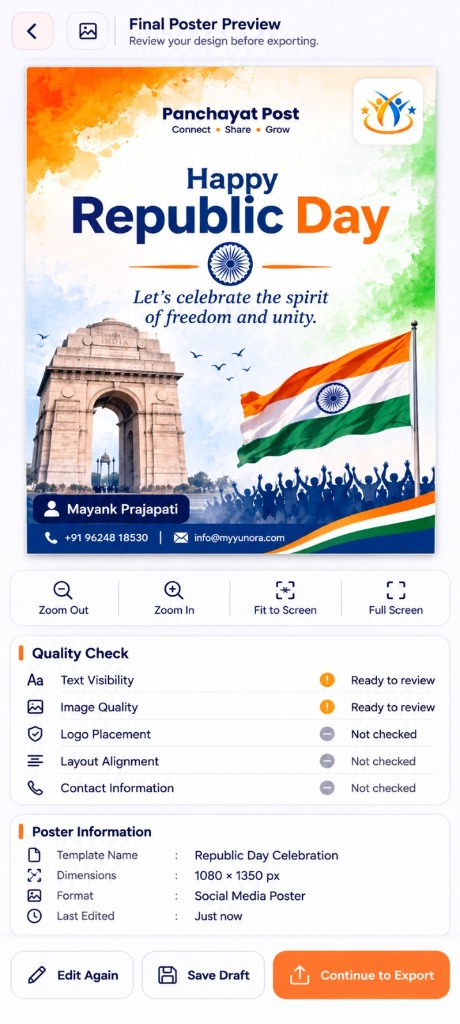 Final Poster Preview
Review your design before exporting.
Panchayat Post
Connect • Share • Grow
Happy
Republic Day
Let's celebrate the spirit
of freedom and unity.
INDIA
Mayank Prajapati
+91 96248 18530 | info@myyunora.com
Zoom Out
Zoom In
Fit to Screen
Full Screen
Quality Check
Aa Text Visibility ! Ready to review
Image Quality ! Ready to review
Logo Placement Not checked
Layout Alignment Not checked
Contact Information Not checked
Poster Information
Template Name : Republic Day Celebration
Dimensions : 1080 × 1350 px
Format : Social Media Poster
Last Edited : Just now
Edit Again
Save Draft
Continue to Export